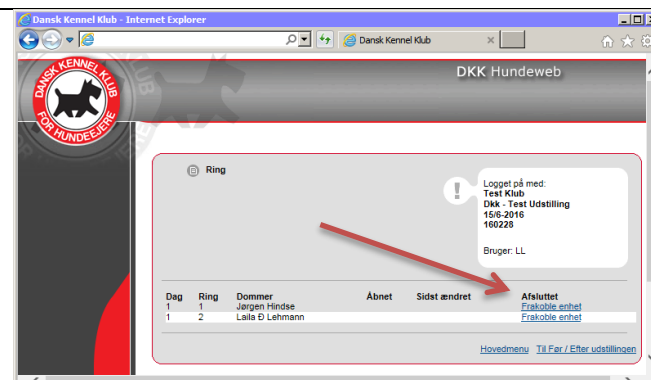 Dansk Kennel Klub - Internet Explorer
Dansk Kennel Klub
DANSK KENNEL KLUB
FOR HUNDEEJERE
DKK Hundeweb
Ring
Logget på med:
Test Klub
Dkk - Test Udstilling
15/6-2016
160228
Bruger: LL
Dag Ring Dommer Åbnet Sidst ændret Afsluttet
1 1 Jørgen Hindse Frakoble enhet
1 2 Laila Ð Lehmann Frakoble enhet
Hovedmenu Til Før / Efter udstillingen